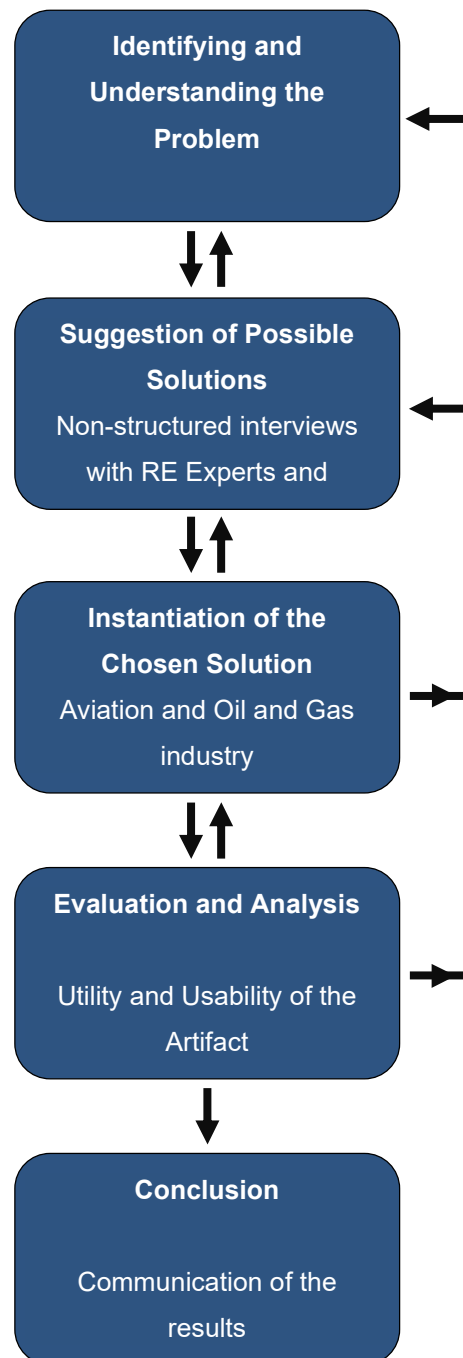 Identifying and
Understanding the
Problem
Suggestion of Possible
Solutions
Non-structured interviews
with RE Experts and
Instantiation of the
Chosen Solution
Aviation and Oil and Gas
industry
Evaluation and Analysis
Utility and Usability of the
Artifact
Conclusion
Communication of the
results